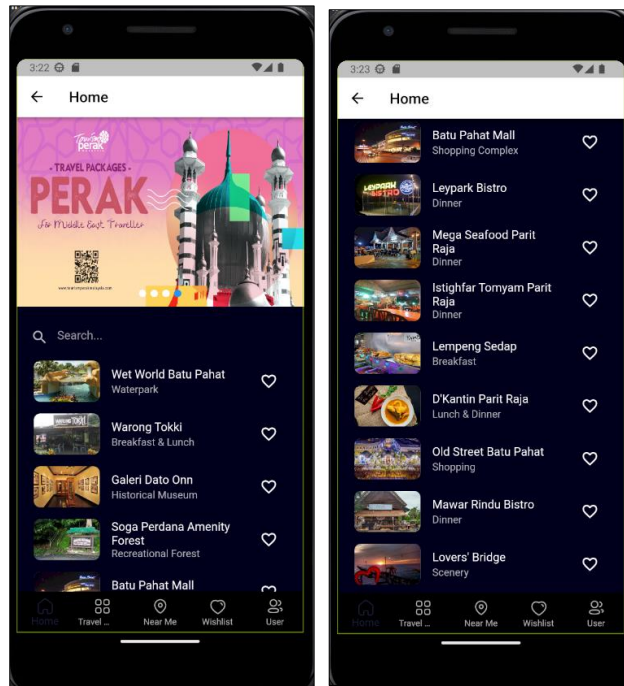 3:22
Home
Tourism
perak
- TRAVEL PACKAGES -
PERAK
For Middle East Traveller
Search...
Wet World Batu Pahat
Waterpark
Warong Tokki
Breakfast & Lunch
Galeri Dato Onn
Historical Museum
Soga Perdana Amenity
Forest
Recreational Forest
Batu Pahat Mall
Home
Travel ...
Near Me
Wishlist
User
3:23
Home
Batu Pahat Mall
Shopping Complex
LEYPARK
BISTRO
Leypark Bistro
Dinner
Mega Seafood Parit
Raja
Dinner
Istighfar Tomyam Parit
Raja
Dinner
Lempeng Sedap
Breakfast
D'Kantin Parit Raja
Lunch & Dinner
Old Street Batu Pahat
Shopping
Mawar Rindu Bistro
Dinner
Lovers' Bridge
Scenery
Home
Travel ...
Near Me
Wishlist
User